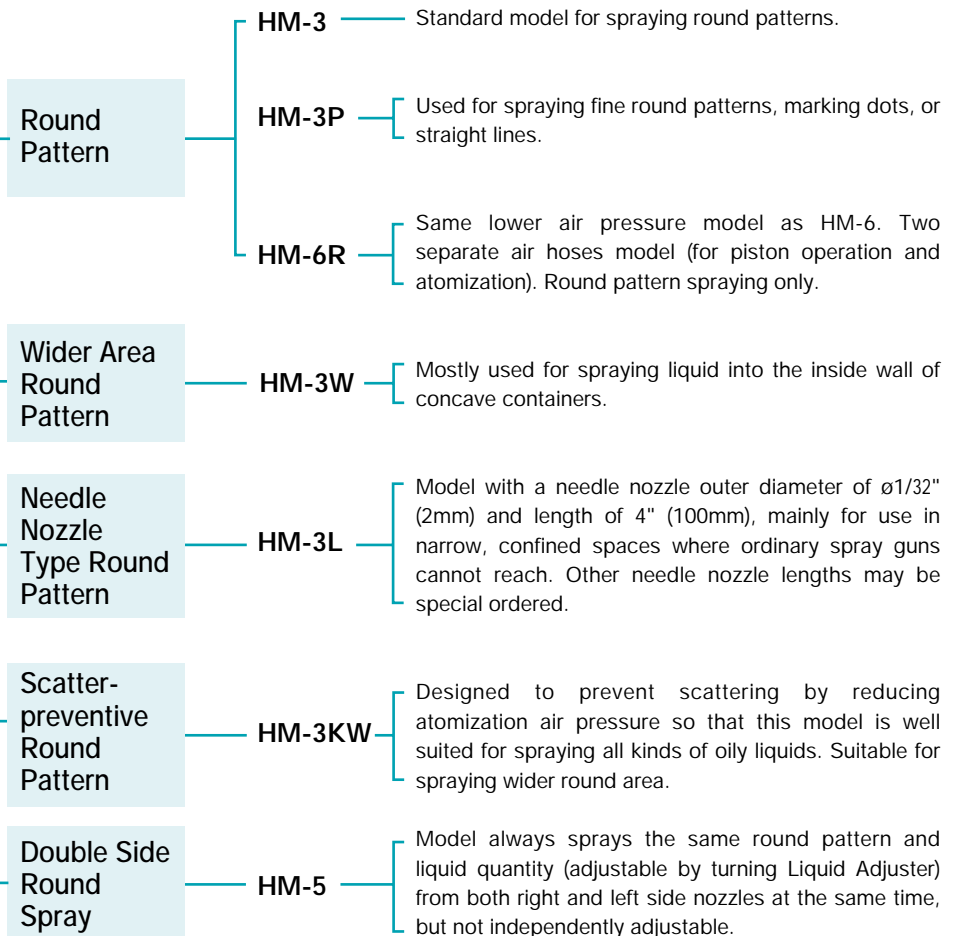 HM-3
Standard model for spraying round patterns.
Round
Pattern
HM-3P
Used for spraying fine round patterns, marking dots, or
straight lines.
HM-6R
Same lower air pressure model as HM-6. Two
separate air hoses model (for piston operation and
atomization). Round pattern spraying only.
Wider Area
Round
Pattern
HM-3W
Mostly used for spraying liquid into the inside wall of
concave containers.
Needle
Nozzle
Type Round
Pattern
HM-3L
Model with a needle nozzle outer diameter of ø1/32"
(2mm) and length of 4" (100mm), mainly for use in
narrow, confined spaces where ordinary spray guns
cannot reach. Other needle nozzle lengths may be
special ordered.
Scatter-
preventive
Round
Pattern
HM-3KW
Designed to prevent scattering by reducing
atomization air pressure so that this model is well
suited for spraying all kinds of oily liquids. Suitable for
spraying wider round area.
Double Side
Round
Spray
HM-5
Model always sprays the same round pattern and
liquid quantity (adjustable by turning Liquid Adjuster)
from both right and left side nozzles at the same time,
but not independently adjustable.